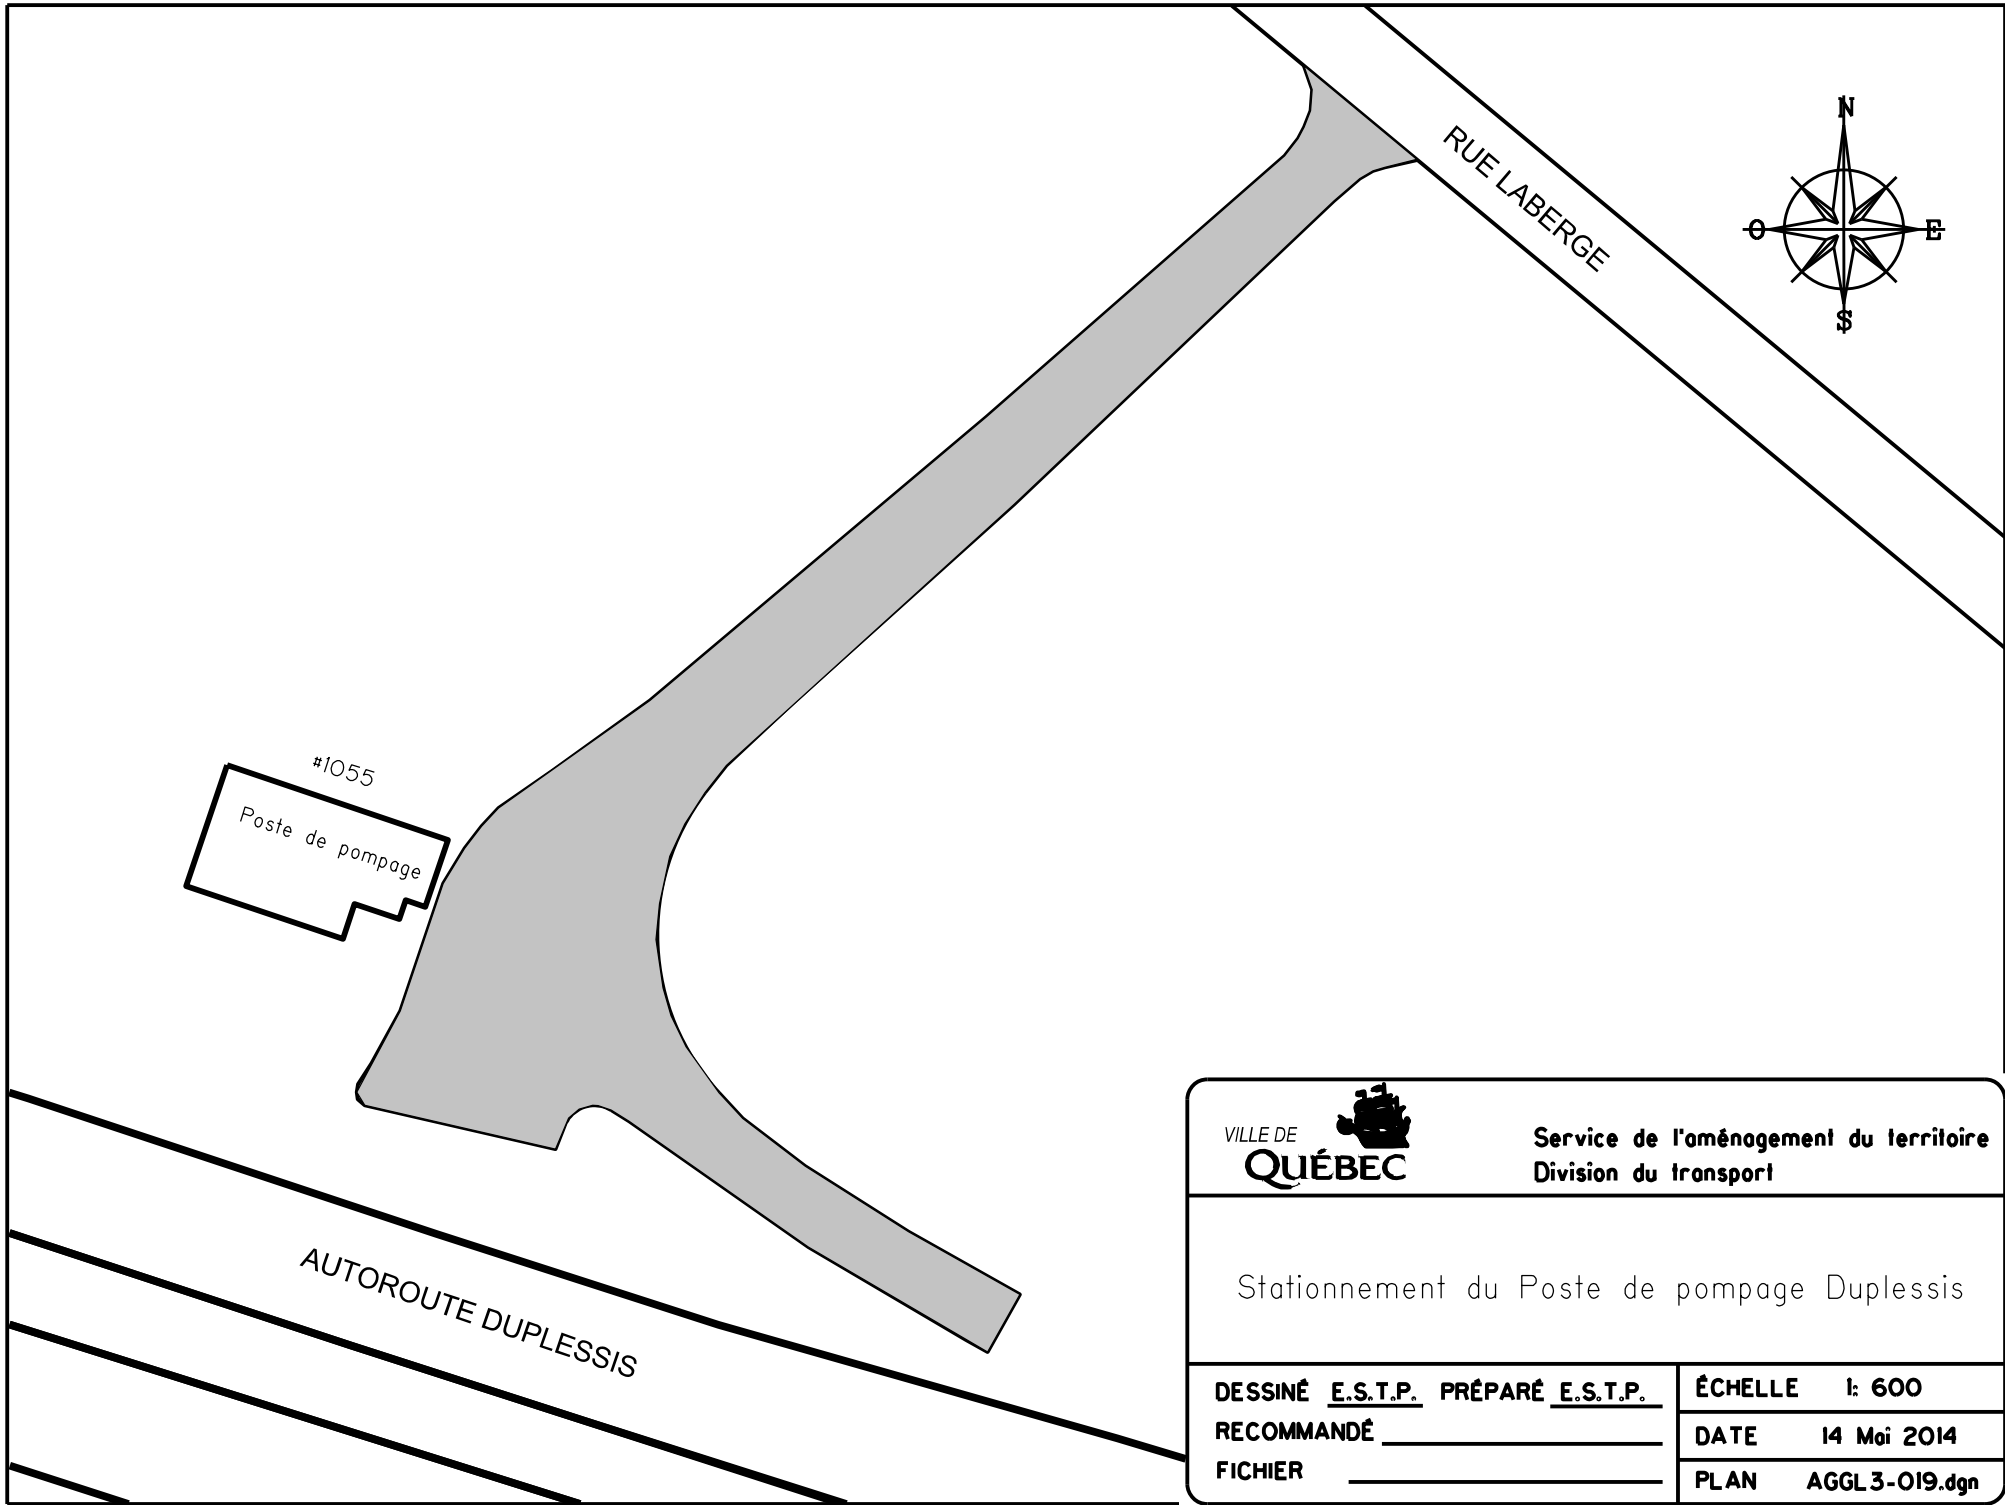 RUE LABERGE
N
O
E
S
#1055
Poste de pompage
AUTOROUTE DUPLESSIS
VILLE DE
QUÉBEC
Service de l'aménagement du territoire
Division du transport
Stationnement du Poste de pompage Duplessis
DESSINÉ E.S.T.P. PRÉPARÉ E.S.T.P.
RECOMMANDÉ
FICHIER
ÉCHELLE 1: 600
DATE 14 Mai 2014
PLAN AGGL3-019.dgn